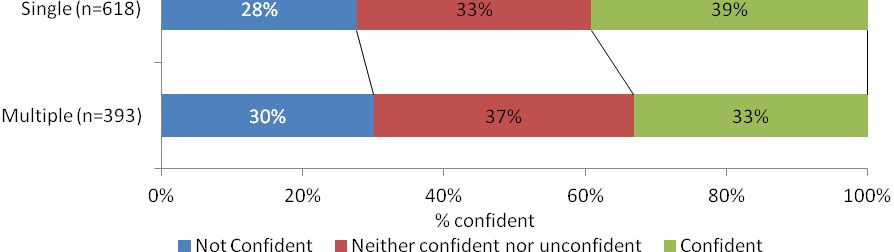 Single (n=618) 28% 33% 39%
Multiple (n=393) 30% 37% 33%
0% 20% 40% 60% 80% 100%
% confident
Not Confident Neither confident nor unconfident Confident